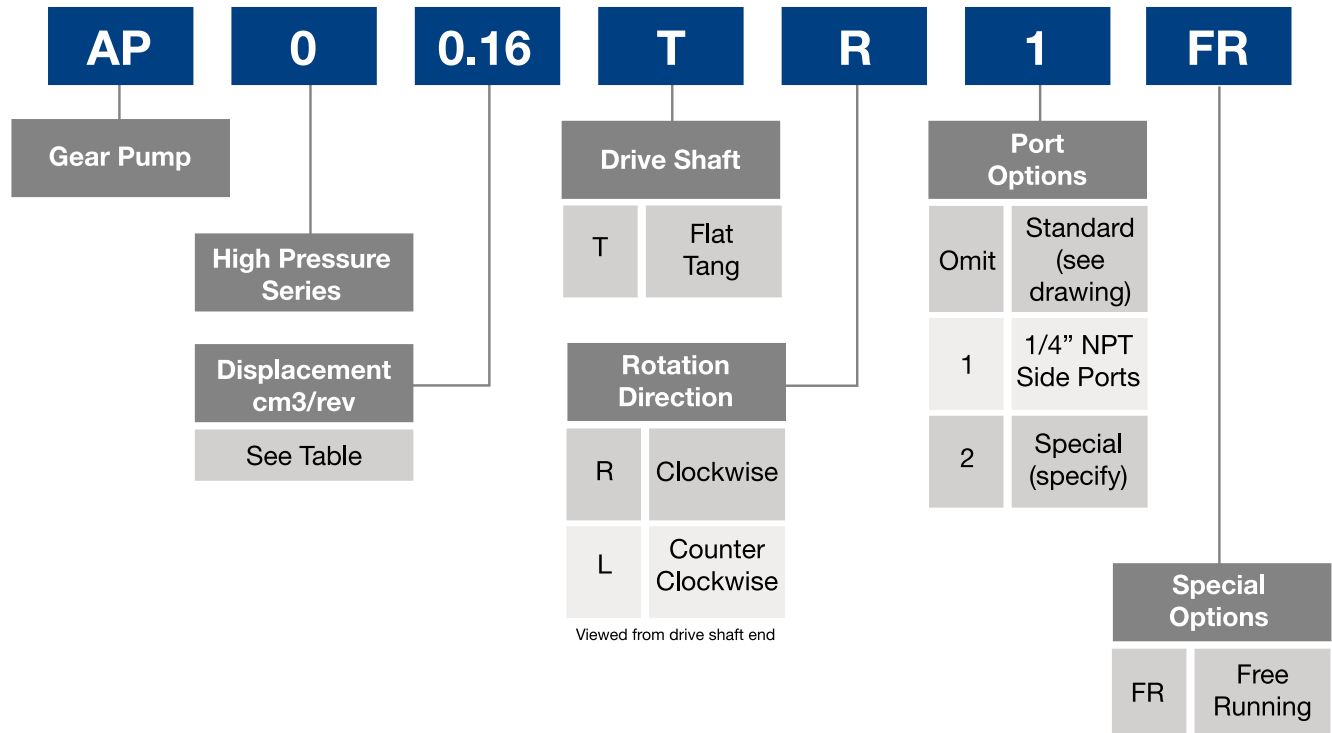 AP 0 0.16 T R 1 FR
Gear Pump
High Pressure
Series
Displacement
cm3/rev
See Table
Drive Shaft
T Flat
Tang
Rotation
Direction
R Clockwise
L Counter
Clockwise
Viewed from drive shaft end
Port
Options
Omit Standard
(see
drawing)
1 1/4” NPT
Side Ports
2 Special
(specify)
Special
Options
FR Free
Running